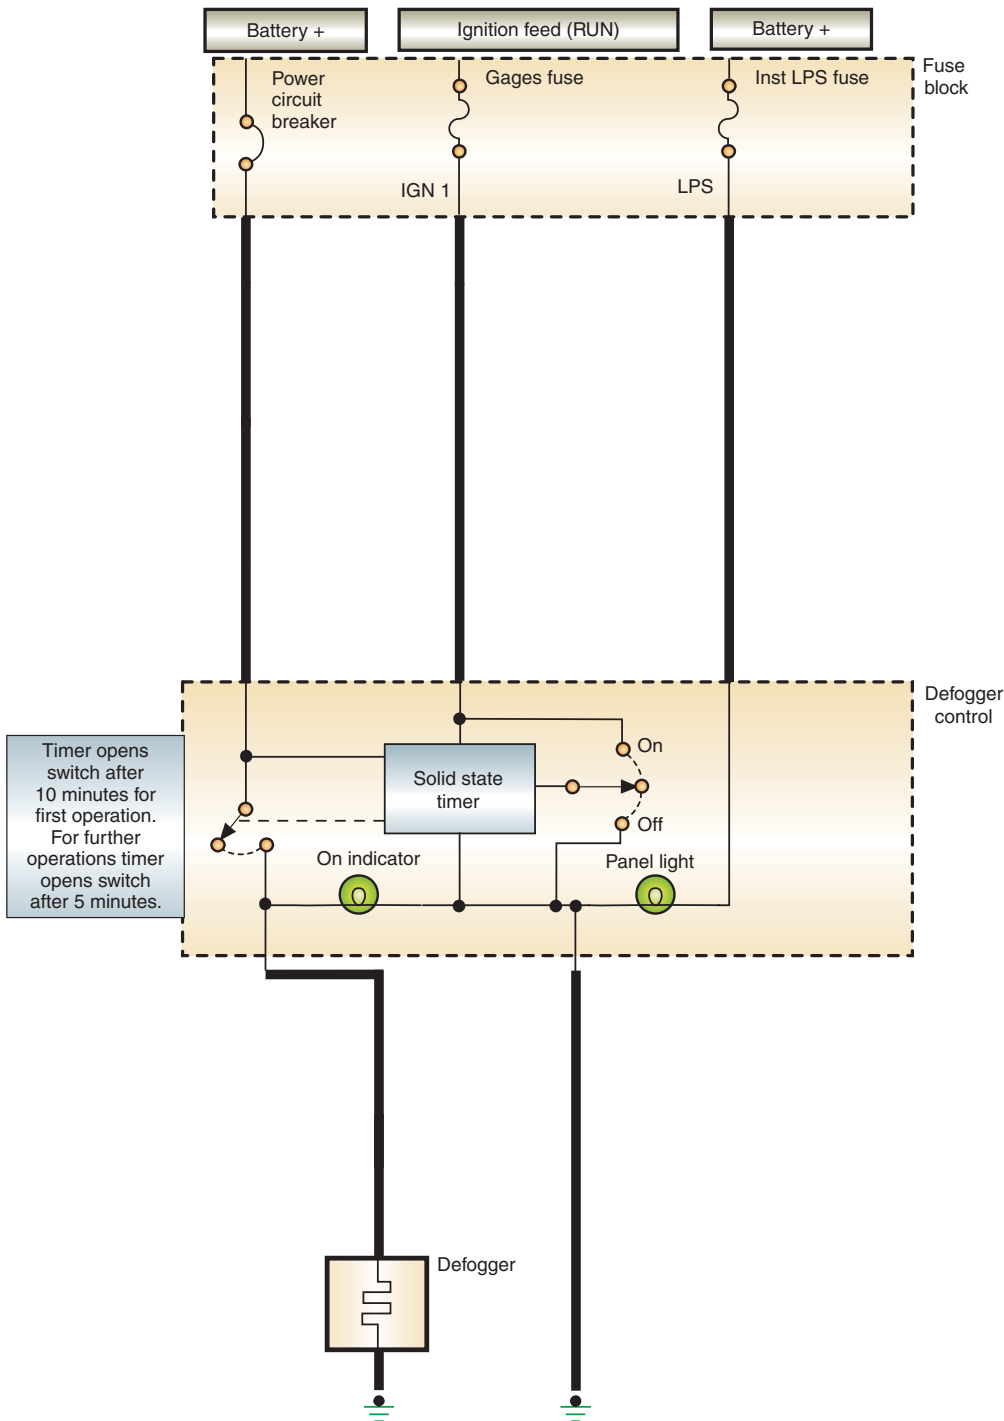 Battery +
Ignition feed (RUN)
Battery +
Power
circuit
breaker
Gages fuse
Inst LPS fuse
Fuse
block
IGN 1
LPS
Defogger
control
Timer opens
switch after
10 minutes for
first operation.
For further
operations timer
opens switch
after 5 minutes.
Solid state
timer
On
Off
On indicator
Panel light
Defogger